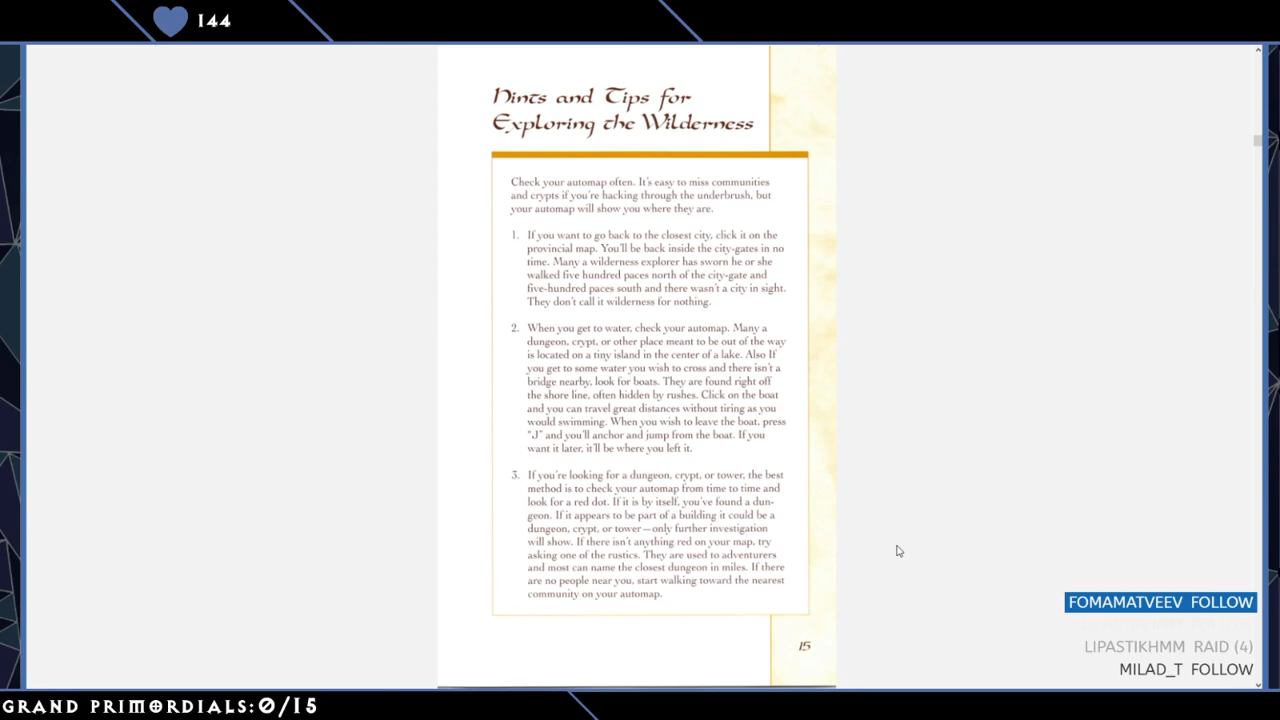 144
Hints and Tips for
Exploring the Wilderness
Check your automap often. It's easy to miss communities
and crypts if you're hacking through the underbrush, but
your automap will show you where they are.
1. If you want to go back to the closest city, click it on the
provincial map. You'll be back inside the city-gates in no
time. Many a wilderness explorer has sworn he or she
walked five hundred paces north of the city-gate and
five-hundred paces south and there wasn't a city in sight.
They don't call it wilderness for nothing.
2. When you get to water, check your automap. Many a
dungeon, crypt, or other place meant to be out of the way
is located on a tiny island in the center of a lake. Also If
you get to some water you wish to cross and there isn't a
bridge nearby, look for boats. They are found right off
the shore line, often hidden by rushes. Click on the boat
and you can travel great distances without tiring as you
would swimming. When you wish to leave the boat, press
"J" and you'll anchor and jump from the boat. If you
want it later, it'll be where you left it.
3. If you're looking for a dungeon, crypt, or tower, the best
method is to check your automap from time to time and
look for a red dot. If it is by itself, you've found a dun-
geon. If it appears to be part of a building it could be a
dungeon, crypt, or tower—only further investigation
will show. If there isn't anything red on your map, try
asking one of the rustics. They are used to adventurers
and most can name the closest dungeon in miles. If there
are no people near you, start walking toward the nearest
community on your automap.
15
FOMAMATVEEV FOLLOW
LIPASTIKHMM RAID (4)
MILAD_T FOLLOW
GRAND PRIMORDIALS:0/15